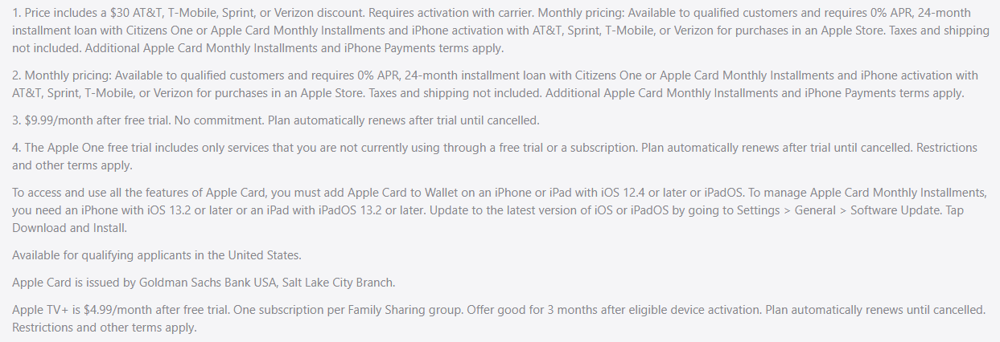 1. Price includes a $30 AT&T, T-Mobile, Sprint, or Verizon discount. Requires activation with carrier. Monthly pricing: Available to qualified customers and requires 0% APR, 24-month
installment loan with Citizens One or Apple Card Monthly Installments and iPhone activation with AT&T, Sprint, T-Mobile, or Verizon for purchases in an Apple Store. Taxes and shipping
not included. Additional Apple Card Monthly Installments and iPhone Payments terms apply.
2. Monthly pricing: Available to qualified customers and requires 0% APR, 24-month installment loan with Citizens One or Apple Card Monthly Installments and iPhone activation with
AT&T, Sprint, T-Mobile, or Verizon for purchases in an Apple Store. Taxes and shipping not included. Additional Apple Card Monthly Installments and iPhone Payments terms apply.
3. $9.99/month after free trial. No commitment. Plan automatically renews after trial until cancelled.
4. The Apple One free trial includes only services that you are not currently using through a free trial or a subscription. Plan automatically renews after trial until cancelled. Restrictions
and other terms apply.
To access and use all the features of Apple Card, you must add Apple Card to Wallet on an iPhone or iPad with iOS 12.4 or later or iPadOS. To manage Apple Card Monthly Installments,
you need an iPhone with iOS 13.2 or later or an iPad with iPadOS 13.2 or later. Update to the latest version of iOS or iPadOS by going to Settings > General > Software Update. Tap
Download and Install.
Available for qualifying applicants in the United States.
Apple Card is issued by Goldman Sachs Bank USA, Salt Lake City Branch.
Apple TV+ is $4.99/month after free trial. One subscription per Family Sharing group. Offer good for 3 months after eligible device activation. Plan automatically renews until cancelled.
Restrictions and other terms apply.